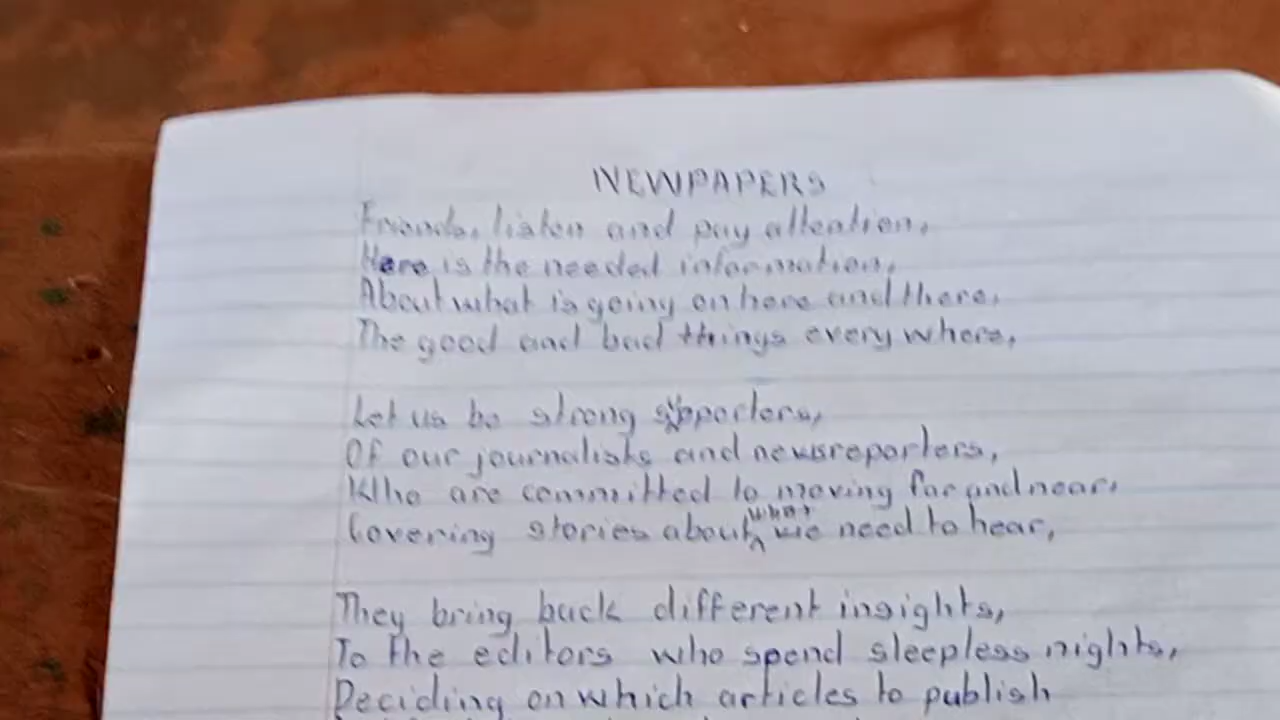 NEWPAPERS
Friends, listen and pay attention,
Here is the needed information,
About what is going on here and there,
The good and bad things every where,
Let us be strong supporters,
Of our journalists and newsreporters,
Who are committed to moving far and near,
Covering stories about what we need to hear,
They bring back different insights,
To the editors who spend sleepless nights,
Deciding on which articles to publish